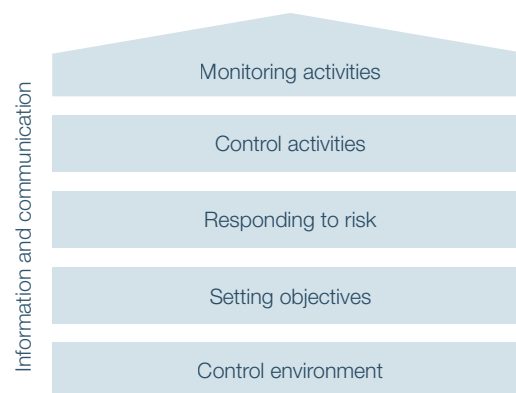 Monitoring activities
Control activities
Responding to risk
Setting objectives
Control environment
Information and communication